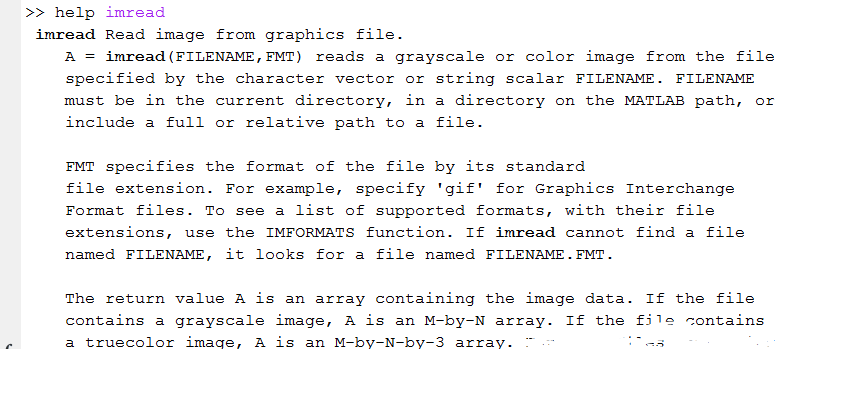 >> help imread
imread Read image from graphics file.
A = imread(FILENAME,FMT) reads a grayscale or color image from the file
specified by the character vector or string scalar FILENAME. FILENAME
must be in the current directory, in a directory on the MATLAB path, or
include a full or relative path to a file.
FMT specifies the format of the file by its standard
file extension. For example, specify 'gif' for Graphics Interchange
Format files. To see a list of supported formats, with their file
extensions, use the IMFORMATS function. If imread cannot find a file
named FILENAME, it looks for a file named FILENAME.FMT.
The return value A is an array containing the image data. If the file
contains a grayscale image, A is an M-by-N array. If the file contains
a truecolor image, A is an M-by-N-by-3 array.